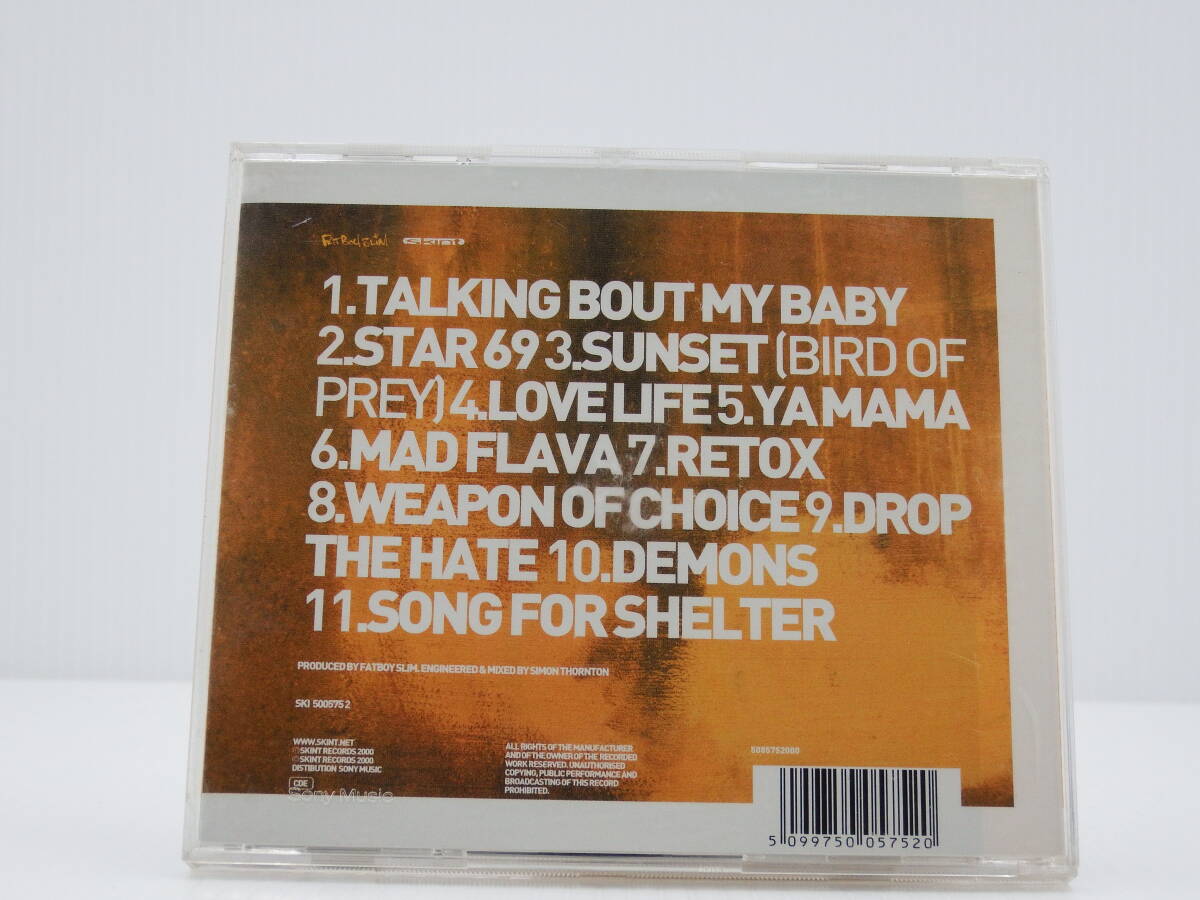 FATBOY SLIM skint
1.TALKING BOUT MY BABY
2.STAR 69 3.SUNSET (BIRD OF
PREY) 4.LOVE LIFE 5.YA MAMA
6.MAD FLAVA 7.RETOX
8.WEAPON OF CHOICE 9.DROP
THE HATE 10.DEMONS
11.SONG FOR SHELTER
PRODUCED BY FATBOY SLIM. ENGINEERED & MIXED BY SIMON THORNTON
SKI 500575 2
WWW.SKINT.NET
Ⓟ SKINT RECORDS 2000
© SKINT RECORDS 2000
DISTIBUTION SONY MUSIC
CDE
Sony Music
ALL RIGHTS OF THE MANUFACTURER
AND OF THE OWNER OF THE RECORDED
WORK RESERVED. UNAUTHORISED
COPYING, PUBLIC PERFORMANCE AND
BROADCASTING OF THIS RECORD
PROHIBITED.
5005752000
5 099750 057520